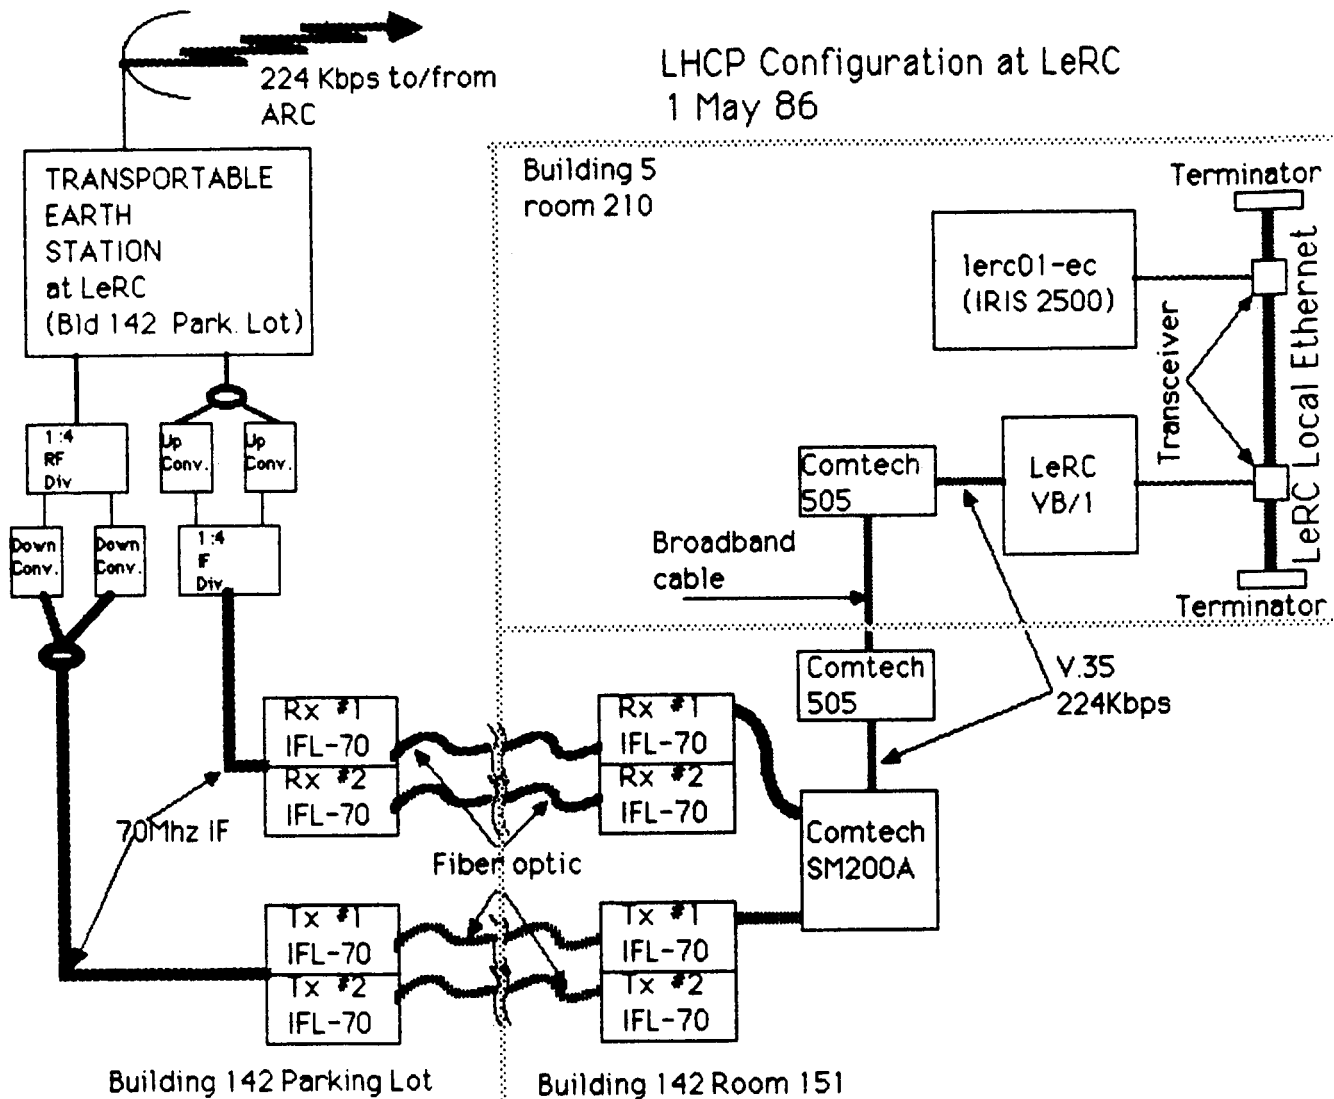 224 Kbps to/from
ARC
LHCP Configuration at LeRC
1 May 86
TRANSPORTABLE
EARTH
STATION
at LeRC
(Bld 142 Park. Lot)
Building 5
room 210
Terminator
lerc01-ec
(IRIS 2500)
Transceiver
LeRC Local Ethernet
1:4
RF
Div
Up
Conv.
Up
Conv.
Down
Conv.
Down
Conv.
1:4
IF
Div
Comtech
505
LeRC
VB/1
Broadband
cable
Terminator
Comtech
505
V.35
224Kbps
Rx #1
IFL-70
Rx #2
IFL-70
Rx #1
IFL-70
Rx #2
IFL-70
70Mhz IF
Fiber optic
Comtech
SM200A
Tx #1
IFL-70
Tx #2
IFL-70
Tx #1
IFL-70
Tx #2
IFL-70
Building 142 Parking Lot
Building 142 Room 151